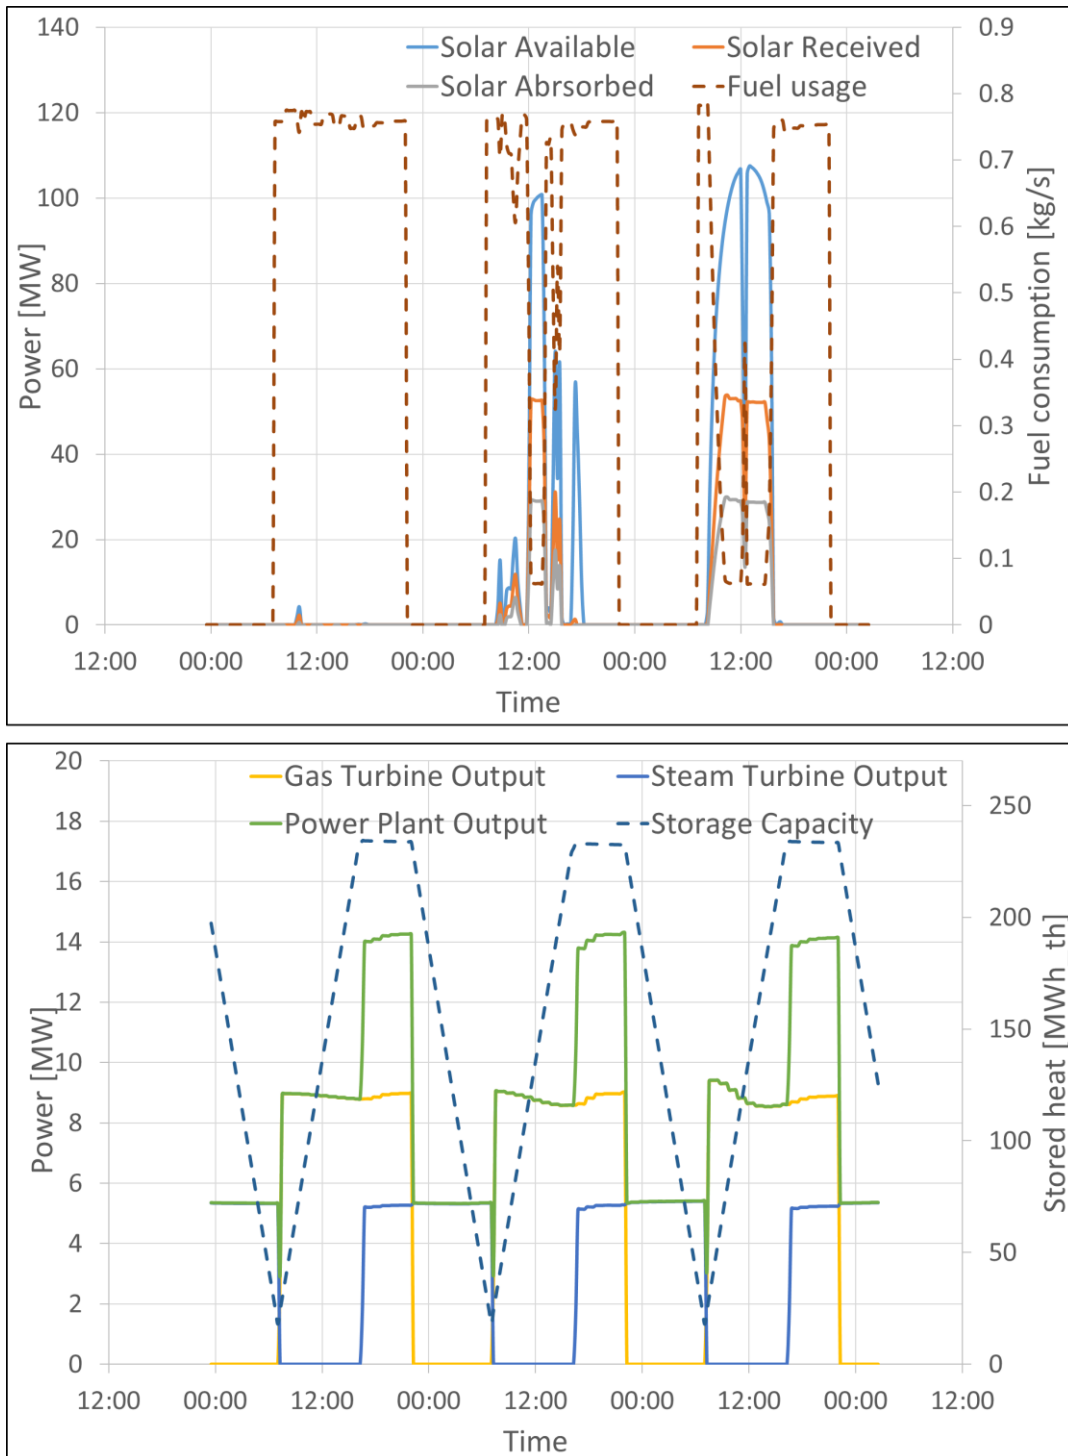 140
120
100
80
60
40
20
0
Power [MW]
Solar Available
Solar Received
Solar Abrsorbed
Fuel usage
0.9
0.8
0.7
0.6
0.5
0.4
0.3
0.2
0.1
0
Fuel consumption [kg/s]
12:00 00:00 12:00 00:00 12:00 00:00 12:00 00:00 12:00
Time
20
18
16
14
12
10
8
6
4
2
0
Power [MW]
Gas Turbine Output
Steam Turbine Output
Power Plant Output
Storage Capacity
250
200
150
100
50
0
Stored heat [MWh_th]
12:00 00:00 12:00 00:00 12:00 00:00 12:00 00:00 12:00
Time